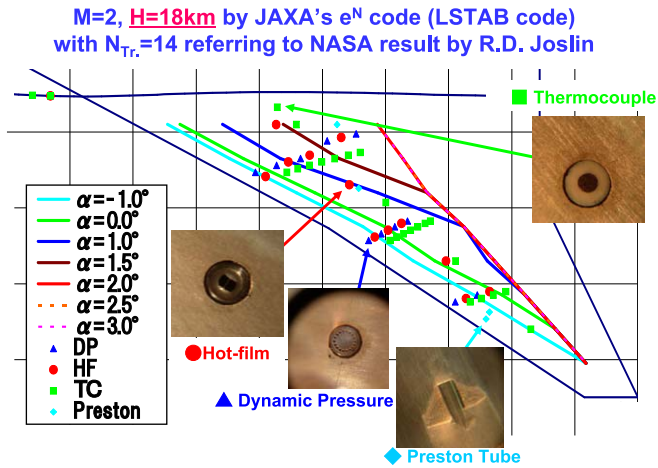 M=2, H=18km by JAXA's eᴺ code (LSTAB code)
with N_Tr.=14 referring to NASA result by R.D. Joslin
Thermocouple
α=−1.0°
α=0.0°
α=1.0°
α=1.5°
α=2.0°
α=2.5°
α=3.0°
DP
HF
TC
Preston
Hot-film
Dynamic Pressure
Preston Tube